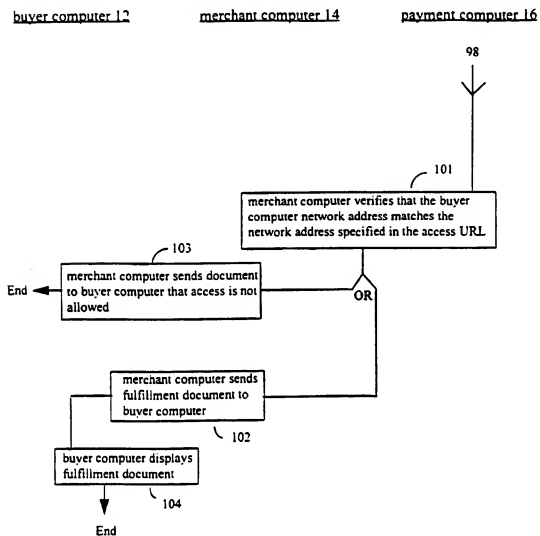 buyer computer 12 merchant computer 14 payment computer 16
98
101
merchant computer verifies that the buyer
computer network address matches the
network address specified in the access URL
103
merchant computer sends document
to buyer computer that access is not
allowed
End
OR
merchant computer sends
fulfillment document to
buyer computer
102
buyer computer displays
fulfillment document
104
End